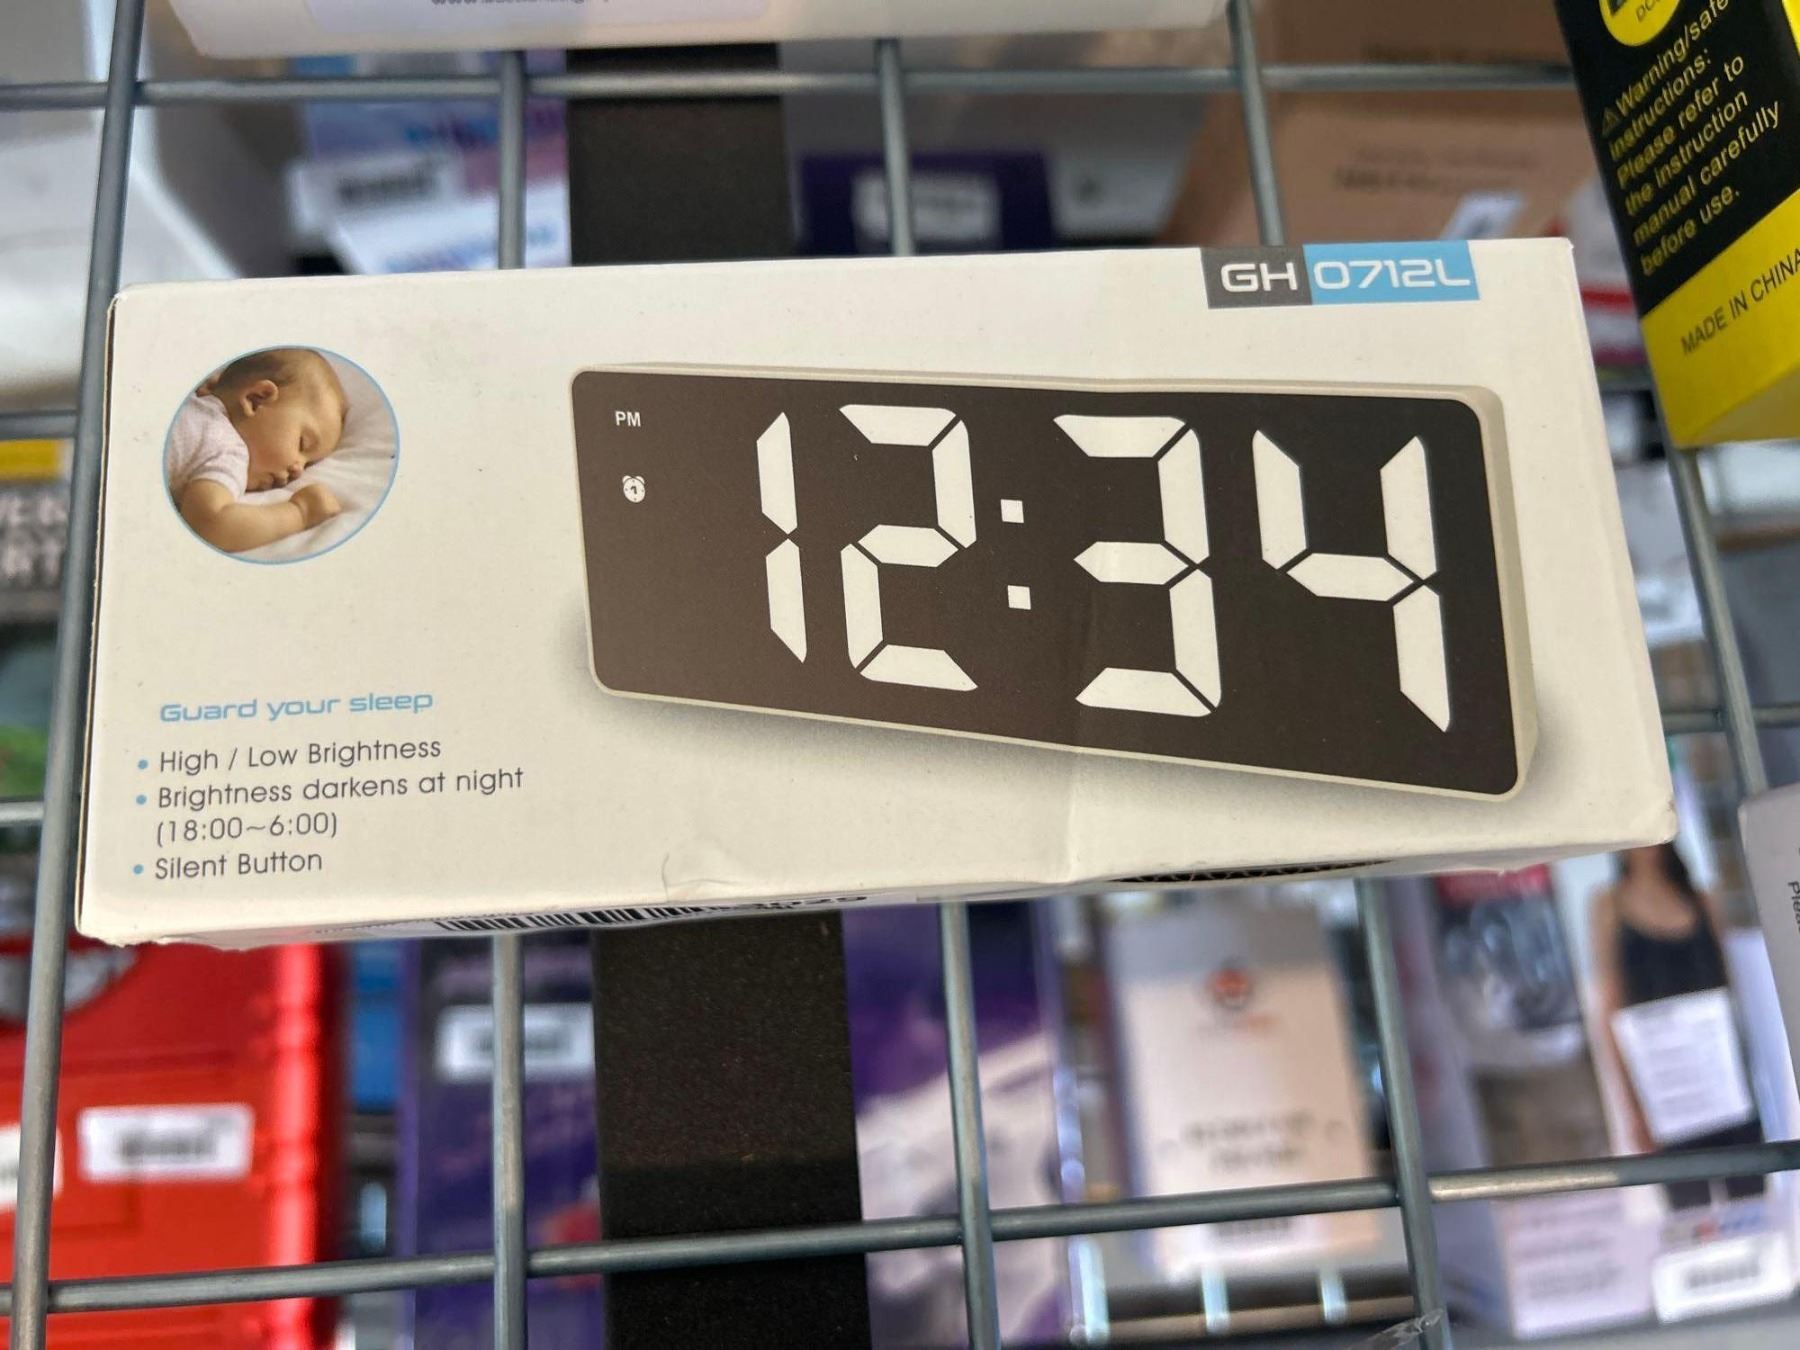 GH 0712L
PM
12:34
Guard your sleep
• High / Low Brightness
• Brightness darkens at night
(18:00~6:00)
• Silent Button
⚠ Warning/safe
instructions:
Please refer to
the instruction
manual carefully
before use.
MADE IN CHINA